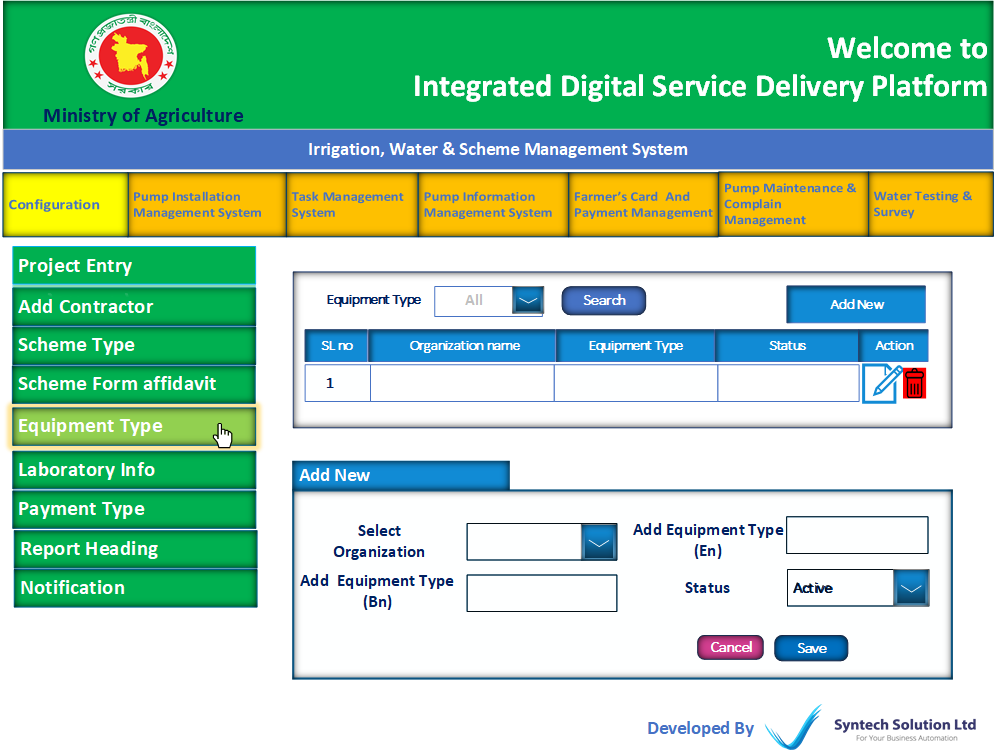 গণপ্রজাতন্ত্রী বাংলাদেশ
সরকার
Ministry of Agriculture
Welcome to
Integrated Digital Service Delivery Platform
Irrigation, Water & Scheme Management System
Configuration
Pump Installation
Management System
Task Management
System
Pump Information
Management System
Farmer's Card And
Payment Management
Pump Maintenance &
Complain
Management
Water Testing &
Survey
Project Entry
Add Contractor
Scheme Type
Scheme Form affidavit
Equipment Type
Laboratory Info
Payment Type
Report Heading
Notification
Equipment Type All Search Add New
SL no Organization name Equipment Type Status Action
1
Add New
Select
Organization
Add Equipment Type
(En)
Add Equipment Type
(Bn)
Status Active
Cancel Save
Developed By
Syntech Solution Ltd
For Your Business Automation